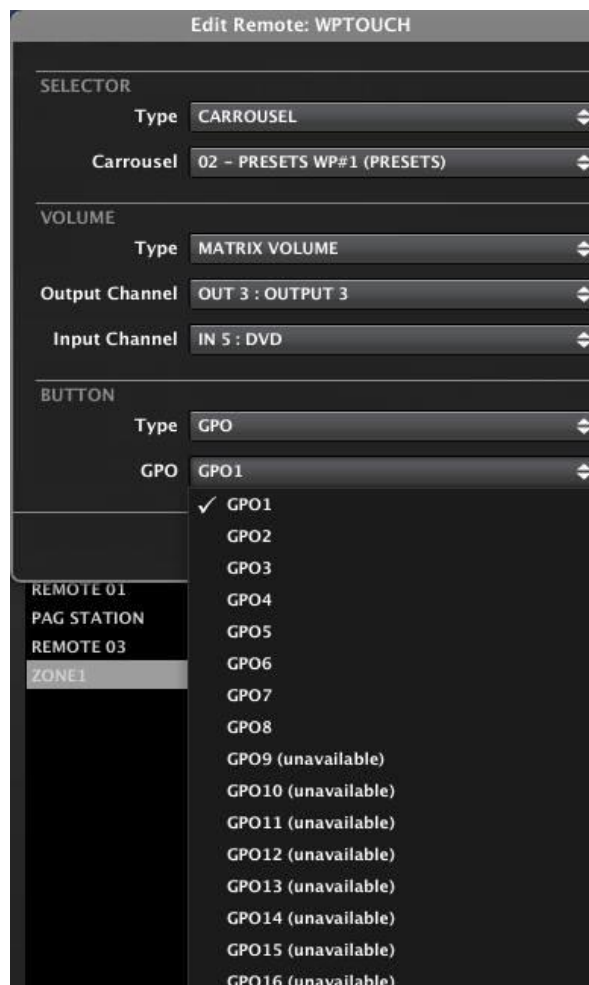 Edit Remote: WPTOUCH
SELECTOR
Type CARROUSEL
Carrousel 02 – PRESETS WP#1 (PRESETS)
VOLUME
Type MATRIX VOLUME
Output Channel OUT 3 : OUTPUT 3
Input Channel IN 5 : DVD
BUTTON
Type GPO
GPO GPO1
✓ GPO1
GPO2
GPO3
GPO4
GPO5
GPO6
GPO7
GPO8
GPO9 (unavailable)
GPO10 (unavailable)
GPO11 (unavailable)
GPO12 (unavailable)
GPO13 (unavailable)
GPO14 (unavailable)
GPO15 (unavailable)
GPO16 (unavailable)
REMOTE 01
PAG STATION
REMOTE 03
ZONE1